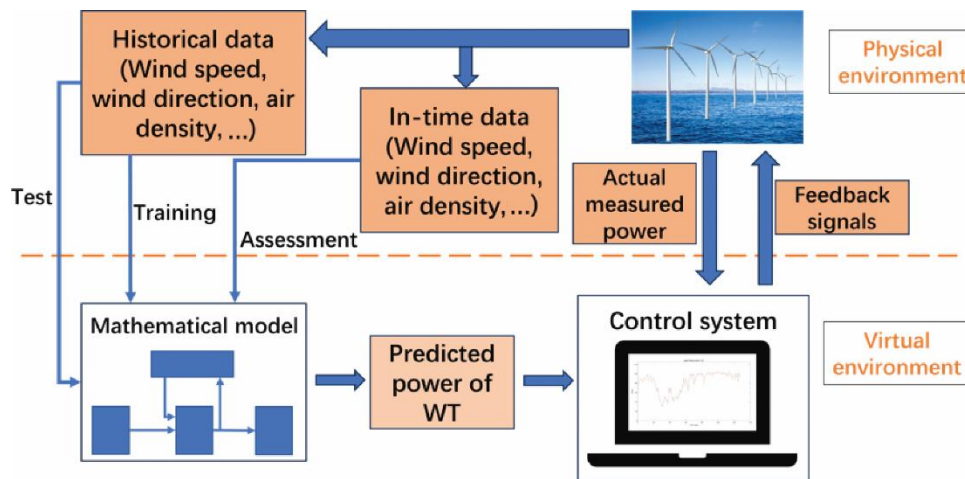 Historical data
(Wind speed,
wind direction, air
density, ...)
In-time data
(Wind speed,
wind direction,
air density, ...)
Physical
environment
Test
Training
Assessment
Actual
measured
power
Feedback
signals
Mathematical model
Predicted
power of
WT
Control system
Virtual
environment